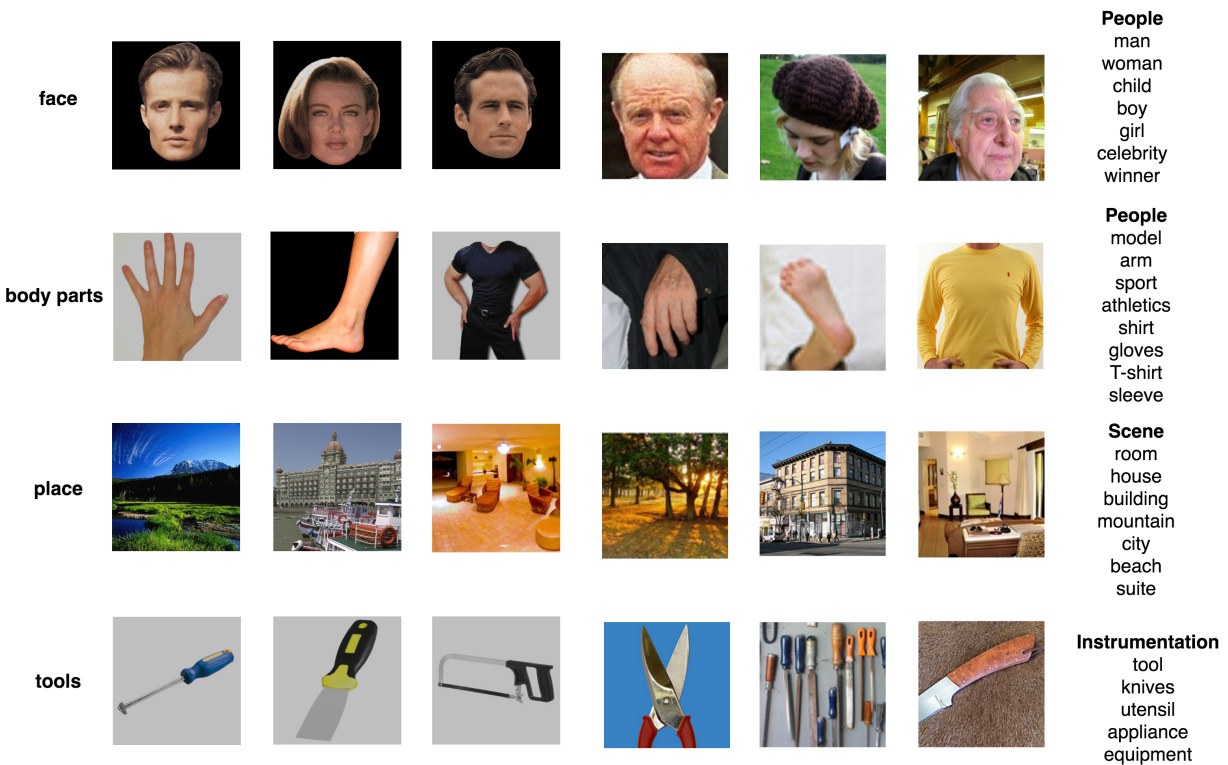 face
People
man
woman
child
boy
girl
celebrity
winner
body parts
People
model
arm
sport
athletics
shirt
gloves
T-shirt
sleeve
place
Scene
room
house
building
mountain
city
beach
suite
tools
Instrumentation
tool
knives
utensil
appliance
equipment